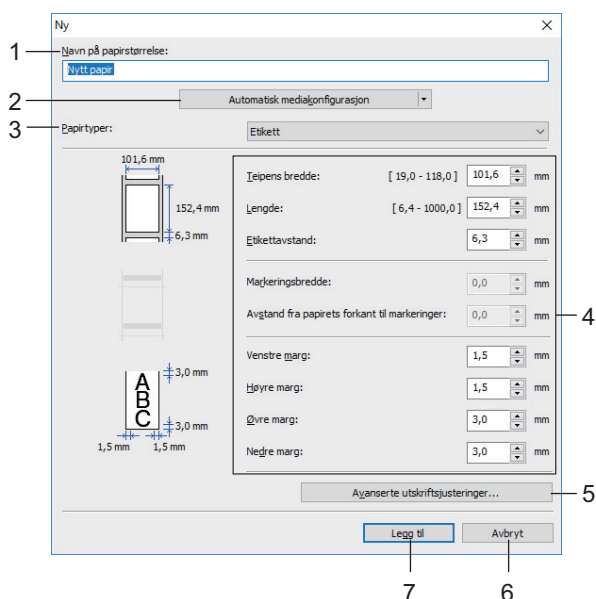 Ny
1 Navn på papirstørrelse:
Nytt papir
2 Automatisk mediakonfigurasjon
3 Papirtyper: Etikett
101,6 mm
152,4 mm
6,3 mm
Teipens bredde: [ 19,0 - 118,0 ] 101,6 mm
Lengde: [ 6,4 - 1000,0 ] 152,4 mm
Etikettavstand: 6,3 mm
Markeringsbredde: 0,0 mm
Avstand fra papirets forkant til markeringer: 0,0 mm 4
A
B
C
3,0 mm
3,0 mm
1,5 mm 1,5 mm
Venstre marg: 1,5 mm
Høyre marg: 1,5 mm
Øvre marg: 3,0 mm
Nedre marg: 3,0 mm
Avanserte utskriftsjusteringer... 5
Legg til Avbryt
7 6